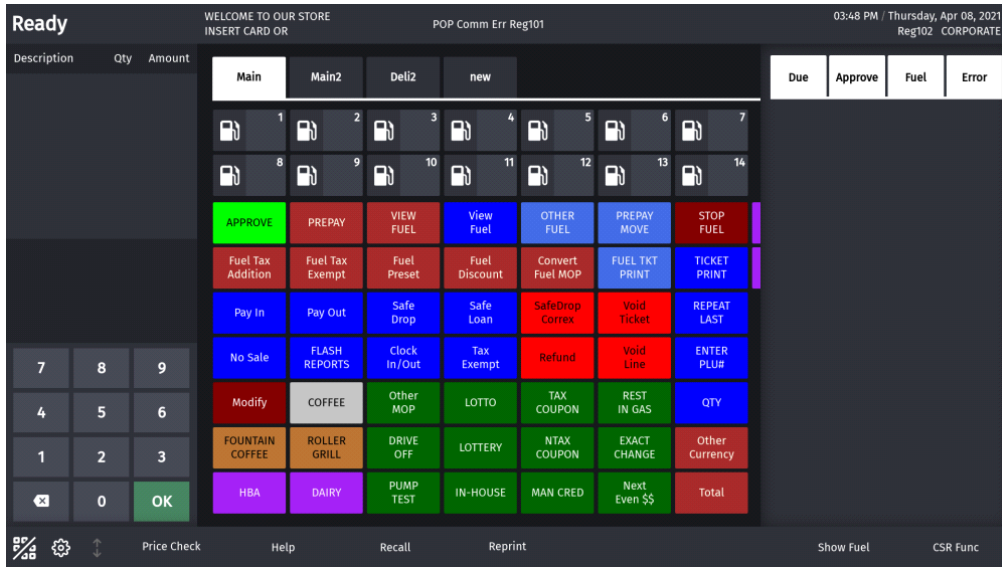 Ready
WELCOME TO OUR STORE
INSERT CARD OR
POP Comm Err Reg101
03:48 PM / Thursday, Apr 08, 2021
Reg102 CORPORATE
Description Qty Amount
Main Main2 Deli2 new
Due Approve Fuel Error
1 2 3 4 5 6 7
8 9 10 11 12 13 14
APPROVE
PREPAY
VIEW
FUEL
View
Fuel
OTHER
FUEL
PREPAY
MOVE
STOP
FUEL
Fuel Tax
Addition
Fuel Tax
Exempt
Fuel
Preset
Fuel
Discount
Convert
Fuel MOP
FUEL TKT
PRINT
TICKET
PRINT
Pay In
Pay Out
Safe
Drop
Safe
Loan
SafeDrop
Correx
Void
Ticket
REPEAT
LAST
No Sale
FLASH
REPORTS
Clock
In/Out
Tax
Exempt
Refund
Void
Line
ENTER
PLU#
Modify
COFFEE
Other
MOP
LOTTO
TAX
COUPON
REST
IN GAS
QTY
FOUNTAIN
COFFEE
ROLLER
GRILL
DRIVE
OFF
LOTTERY
NTAX
COUPON
EXACT
CHANGE
Other
Currency
HBA
DAIRY
PUMP
TEST
IN-HOUSE
MAN CRED
Next
Even $$
Total
7 8 9
4 5 6
1 2 3
0 OK
Price Check Help Recall Reprint Show Fuel CSR Func